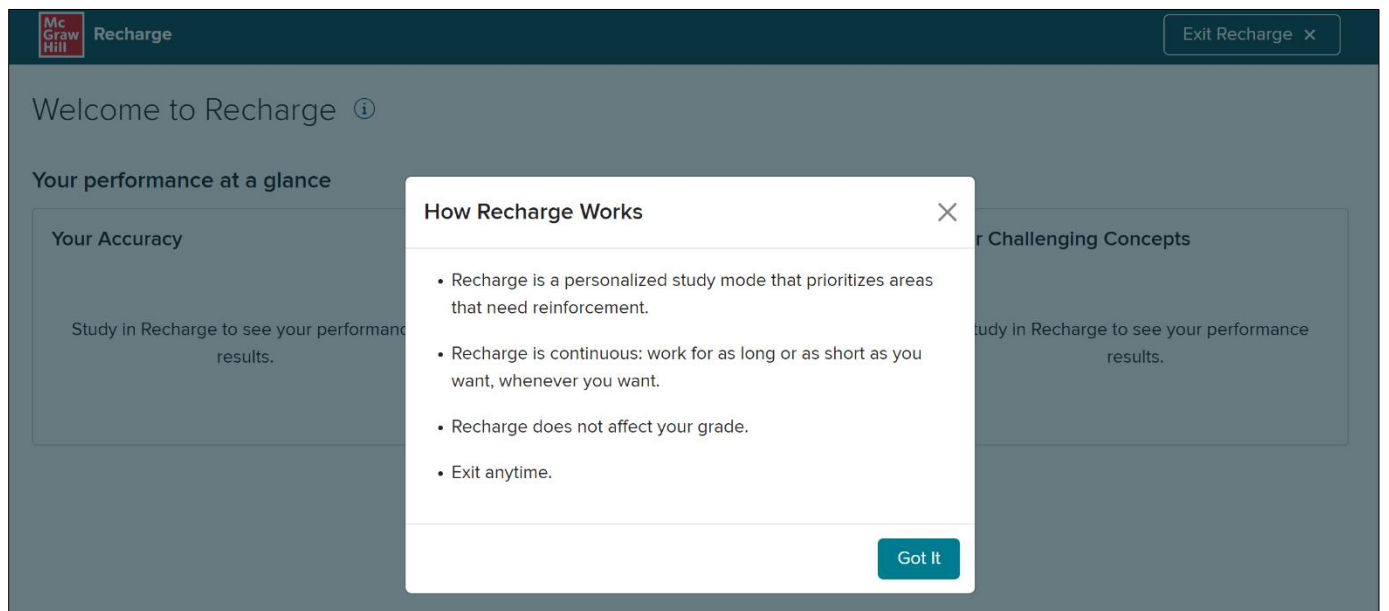 Mc
Graw
Hill
Recharge
Exit Recharge ×
Welcome to Recharge
Your performance at a glance
Your Accuracy
Study in Recharge to see your
results.
How Recharge Works
• Recharge is a personalized study mode that prioritizes areas
that need reinforcement.
• Recharge is continuous: work for as long or as short as you
want, whenever you want.
• Recharge does not affect your grade.
• Exit anytime.
Got It
Challenging Concepts
in Recharge to see your performance
results.